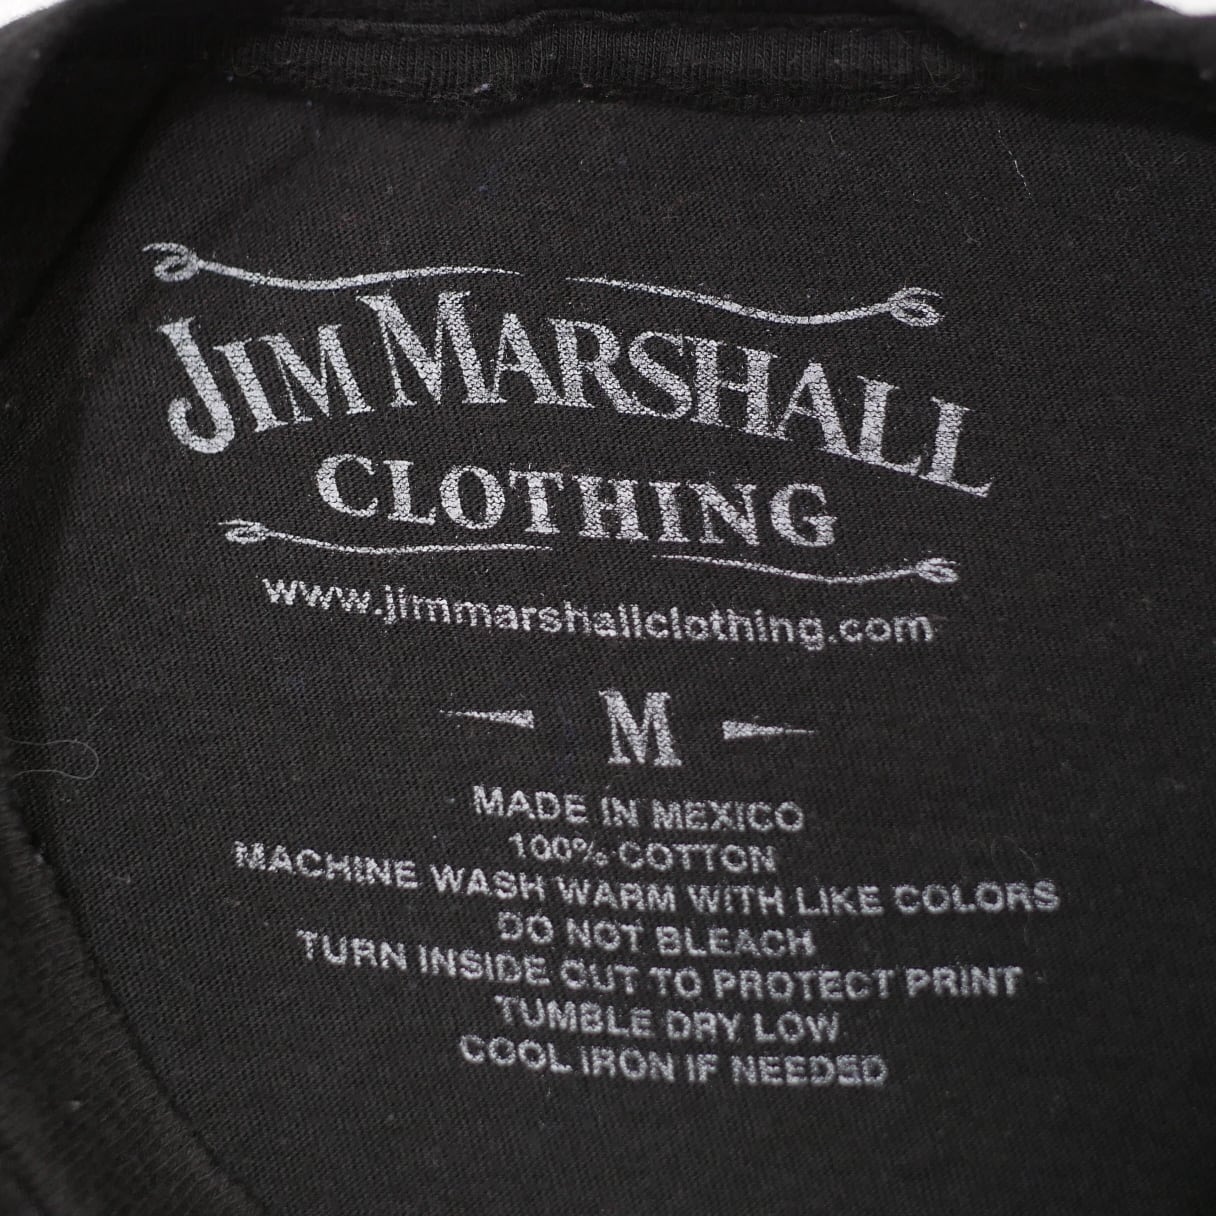 JIM MARSHALL
CLOTHING
www.jimmarshallclothing.com
M
MADE IN MEXICO
100% COTTON
MACHINE WASH WARM WITH LIKE COLORS
DO NOT BLEACH
TURN INSIDE OUT TO PROTECT PRINT
TUMBLE DRY LOW
COOL IRON IF NEEDED